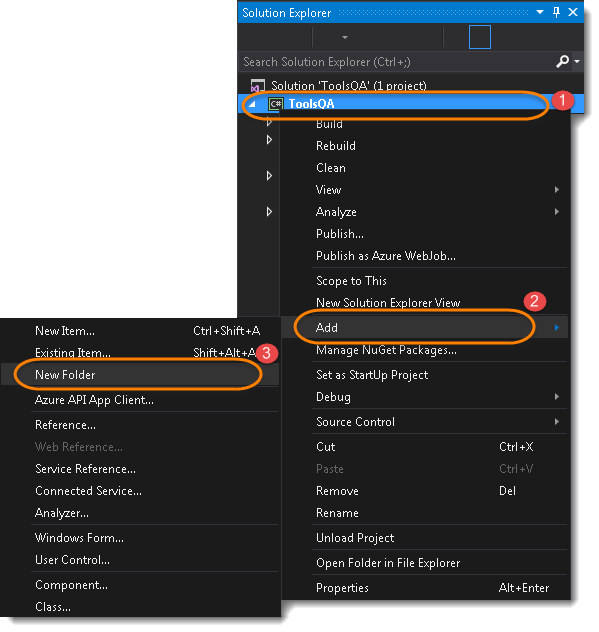 Solution Explorer
Search Solution Explorer (Ctrl+;)
Solution 'ToolsQA' (1 project)
C# ToolsQA
1
Build
Rebuild
Clean
View
Analyze
Publish...
Publish as Azure WebJob...
Scope to This
New Solution Explorer View
2
Add
Manage NuGet Packages...
Set as StartUp Project
Debug
Source Control
Cut Ctrl+X
Paste Ctrl+V
Remove Del
Rename
Unload Project
Open Folder in File Explorer
Properties Alt+Enter
New Item... Ctrl+Shift+A
Existing Item... Shift+Alt+A
3
New Folder
Azure API App Client...
Reference...
Web Reference...
Service Reference...
Connected Service...
Analyzer...
Windows Form...
User Control...
Component...
Class...